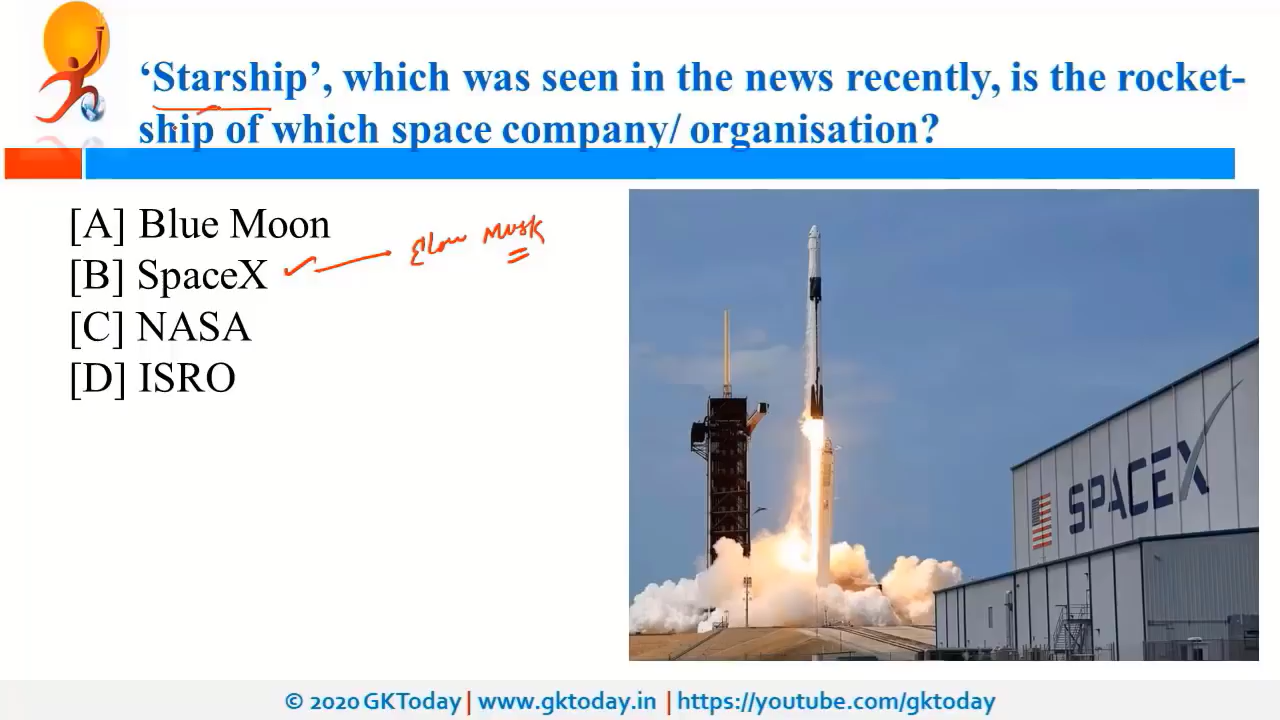 ‘Starship’, which was seen in the news recently, is the rocket-
ship of which space company/ organisation?
[A] Blue Moon
[B] SpaceX
Elon Musk
[C] NASA
[D] ISRO
SPACEX
© 2020 GKToday | www.gktoday.in | https://youtube.com/gktoday